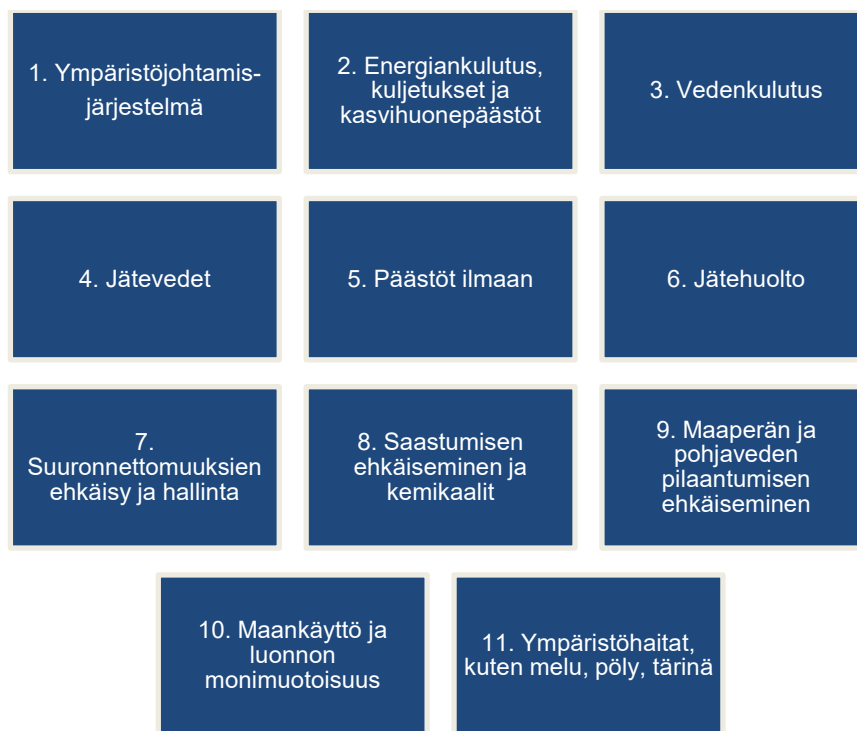 1. Ympäristöjohtamis-
järjestelmä
2. Energiankulutus,
kuljetukset ja
kasvihuonepäästöt
3. Vedenkulutus
4. Jätevedet
5. Päästöt ilmaan
6. Jätehuolto
7.
Suuronnettomuuksien
ehkäisy ja hallinta
8. Saastumisen
ehkäiseminen ja
kemikaalit
9. Maaperän ja
pohjaveden
pilaantumisen
ehkäiseminen
10. Maankäyttö ja
luonnon
monimuotoisuus
11. Ympäristöhaitat,
kuten melu, pöly, tärinä